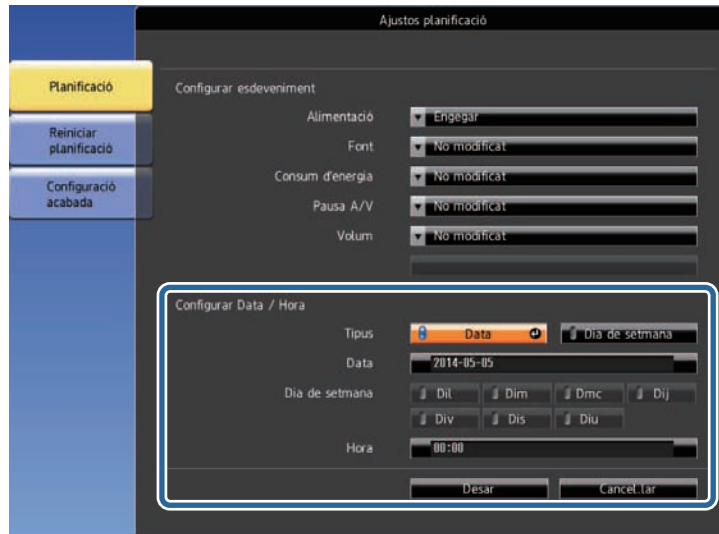 Ajustos planificació
Planificació
Reiniciar
planificació
Configuració
acabada
Configurar esdeveniment
Alimentació Engegar
Font No modificat
Consum d'energia No modificat
Pausa A/V No modificat
Volum No modificat
Configurar Data / Hora
Tipus Data Dia de setmana
Data 2014-05-05
Dia de setmana Dil Dim Dmc Dij
Div Dis Diu
Hora 00:00
Desar Cancel.lar